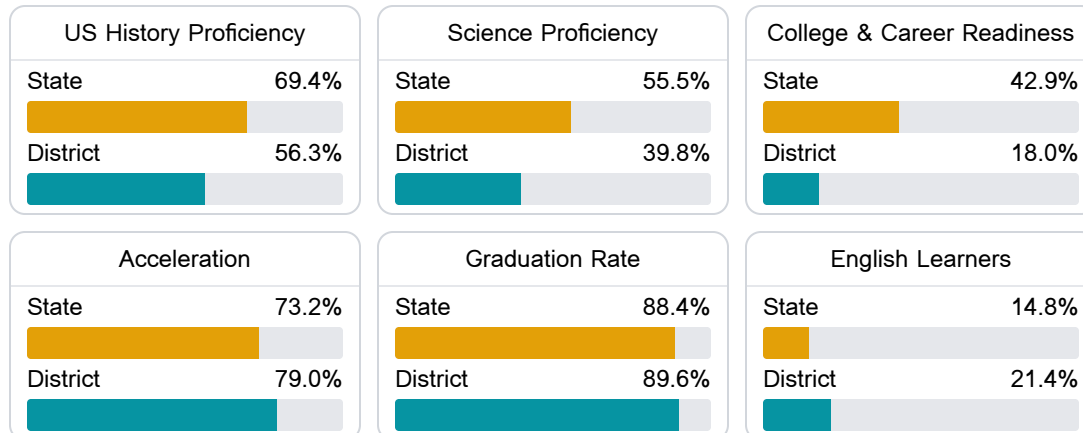 US History Proficiency
State 69.4%
District 56.3%
Science Proficiency
State 55.5%
District 39.8%
College & Career Readiness
State 42.9%
District 18.0%
Acceleration
State 73.2%
District 79.0%
Graduation Rate
State 88.4%
District 89.6%
English Learners
State 14.8%
District 21.4%